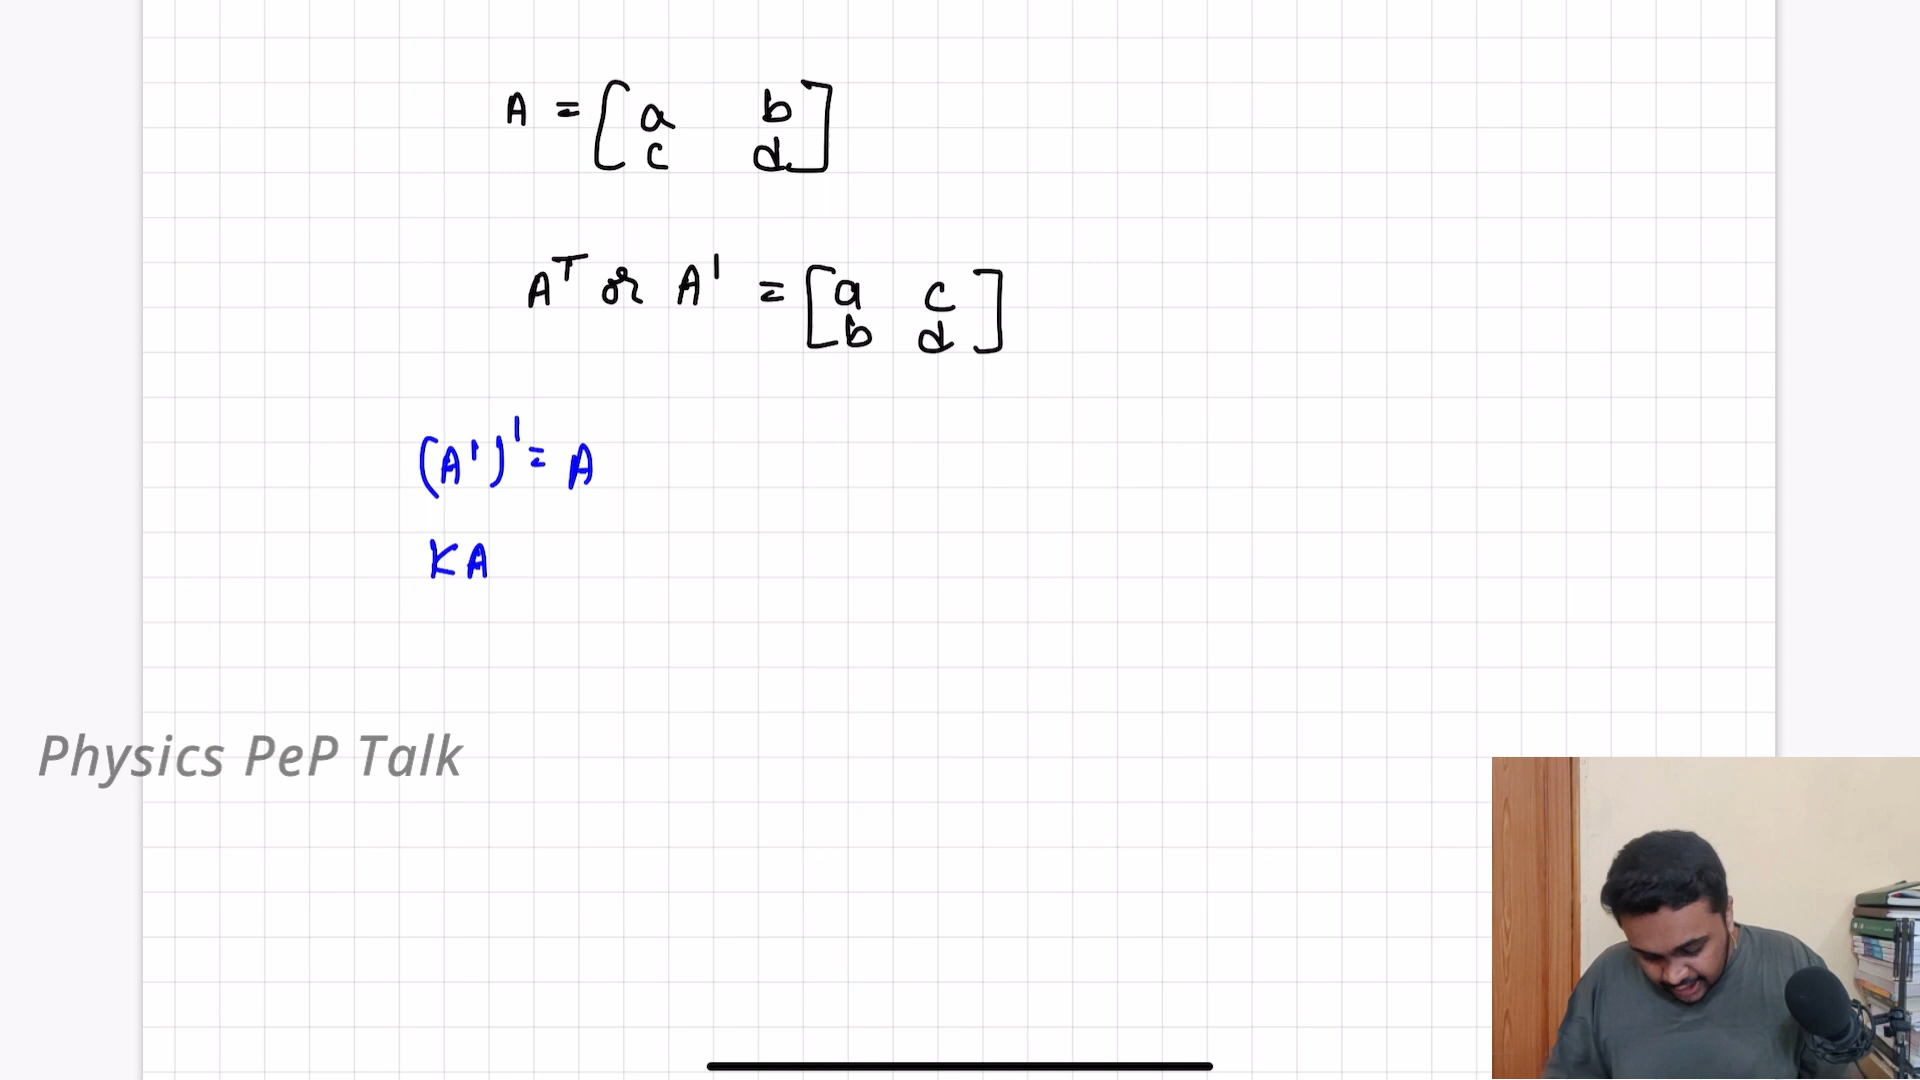 A = [ a b
c d ]
A^T or A' = [ a c
b d ]
(A')' = A
KA
Physics PeP Talk